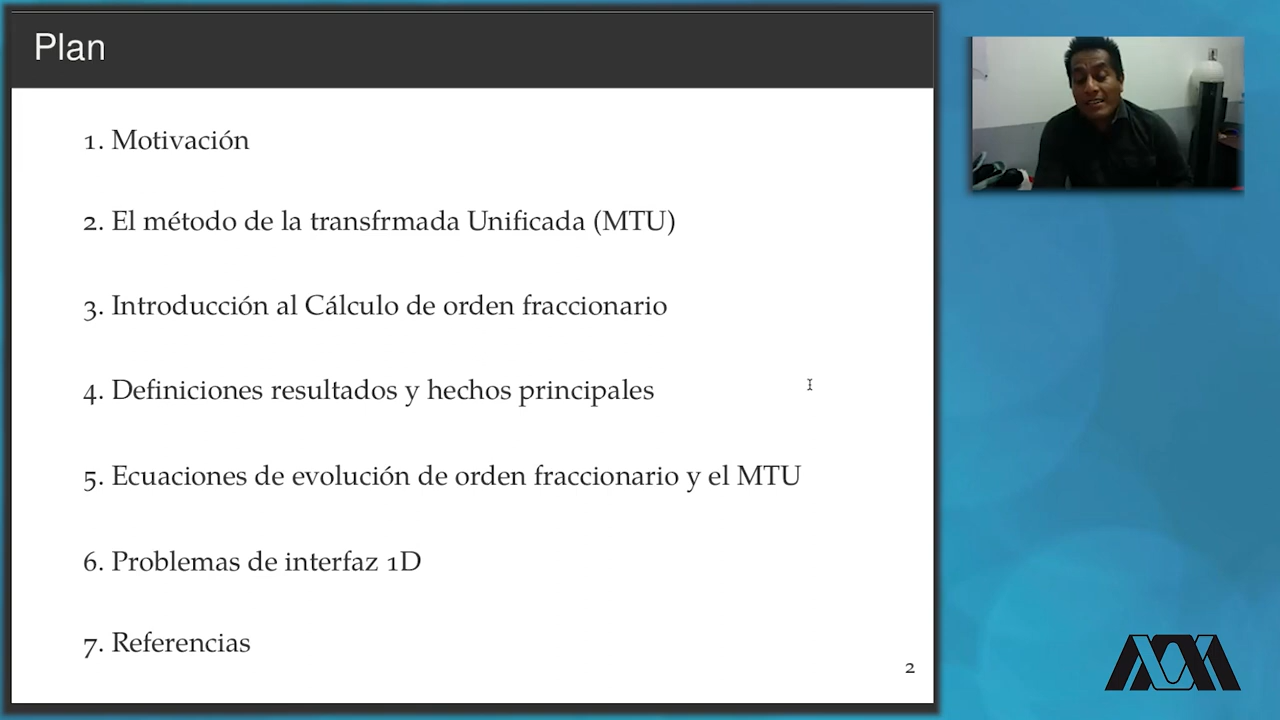 Plan
1. Motivación
2. El método de la transfrmada Unificada (MTU)
3. Introducción al Cálculo de orden fraccionario
4. Definiciones resultados y hechos principales
5. Ecuaciones de evolución de orden fraccionario y el MTU
6. Problemas de interfaz 1D
7. Referencias
2